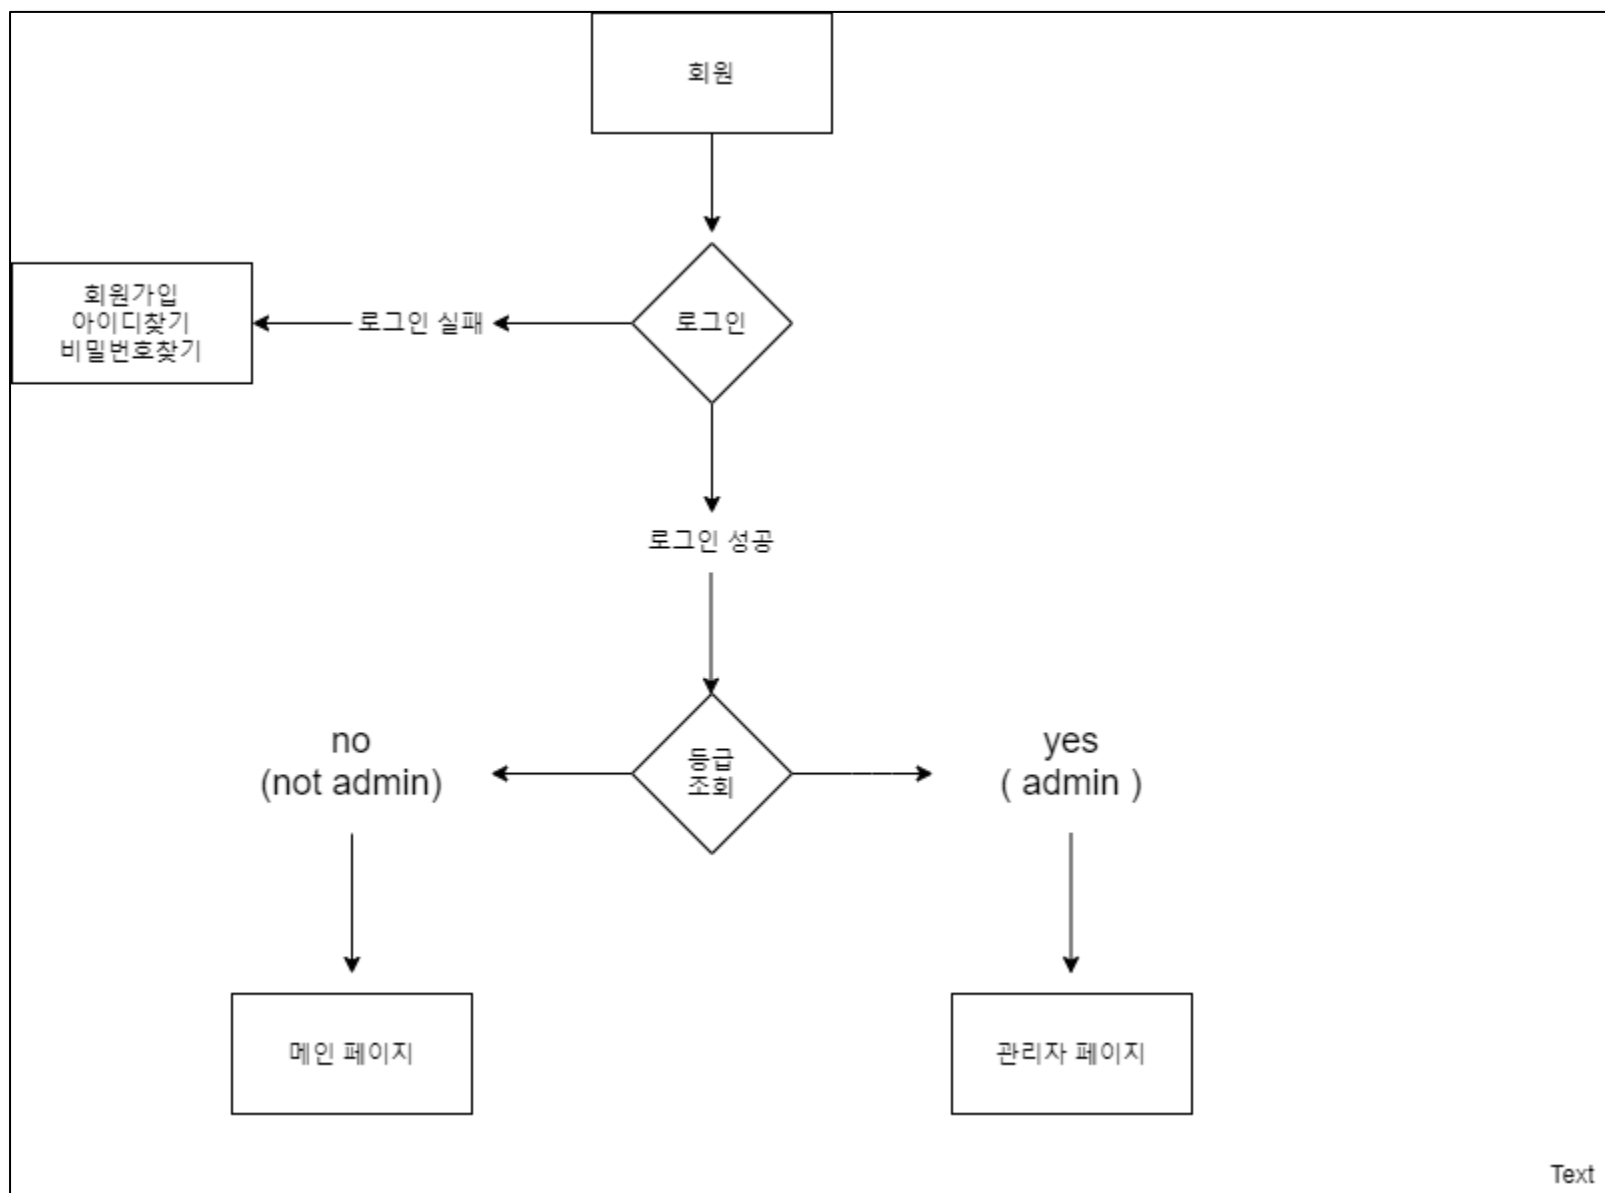 회원
로그인
로그인 실패
회원가입
아이디찾기
비밀번호찾기
로그인 성공
등급
조회
no
(not admin)
yes
( admin )
메인 페이지
관리자 페이지
Text